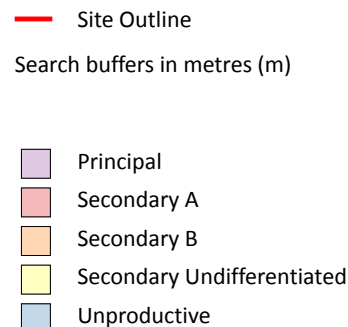 Site Outline
Search buffers in metres (m)
Principal
Secondary A
Secondary B
Secondary Undifferentiated
Unproductive